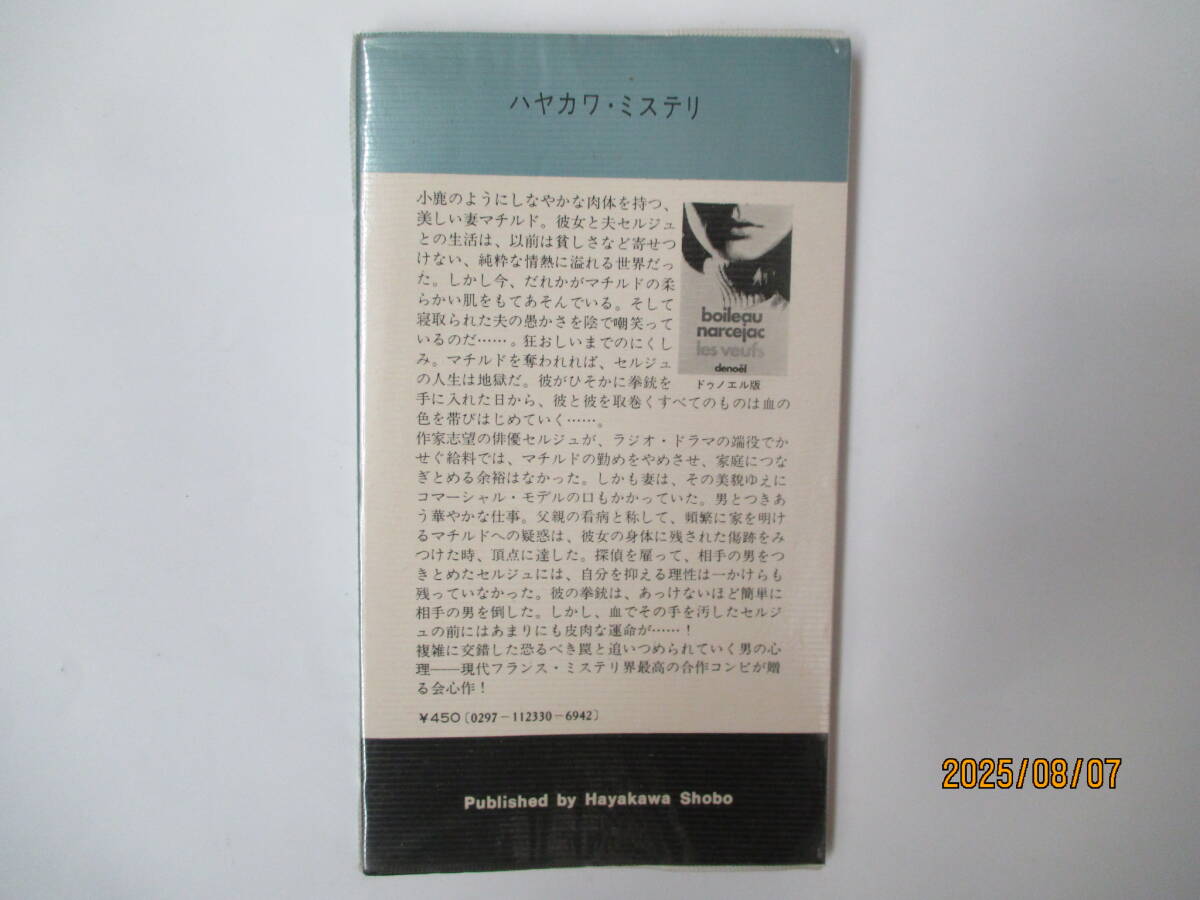 ハヤカワ・ミステリ
小鹿のようにしなやかな肉体を持つ、
美しい妻マチルド。彼女と夫セルジュ
との生活は、以前は貧しさなど寄せつ
けない、純粋な情熱に溢れる世界だっ
た。しかし今、だれかがマチルドの柔
らかい肌をもてあそんでいる。そして
寝取られた夫の愚かさを陰で嘲笑って
いるのだ……。狂おしいまでのにくし
み。マチルドを奪われれば、セルジュ
の人生は地獄だ。彼がひそかに拳銃を
手に入れた日から、彼と彼を取巻くすべてのものは血の
色を帯びはじめていく……。
boileau
narcejac
les veufs
denoël
ドゥノエル版
作家志望の俳優セルジュが、ラジオ・ドラマの端役でか
せぐ給料では、マチルドの勤めをやめさせ、家庭につな
ぎとめる余裕はなかった。しかも妻は、その美貌ゆえに
コマーシャル・モデルの口もかかっていた。男とつきあ
う華やかな仕事。父親の看病と称して、頻繁に家を明け
るマチルドへの疑惑は、彼女の身体に残された傷跡をみ
つけた時、頂点に達した。探偵を雇って、相手の男をつ
きとめたセルジュには、自分を抑える理性は一かけらも
残っていなかった。彼の拳銃は、あっけないほど簡単に
相手の男を倒した。しかし、血でその手を汚したセルジ
ュの前にはあまりにも皮肉な運命が……！
複雑に交錯した恐るべき罠と追いつめられていく男の心
理――現代フランス・ミステリ界最高の合作コンビが贈
る会心作！
¥450〔0297-112330-6942〕
Published by Hayakawa Shobo
2025/08/07